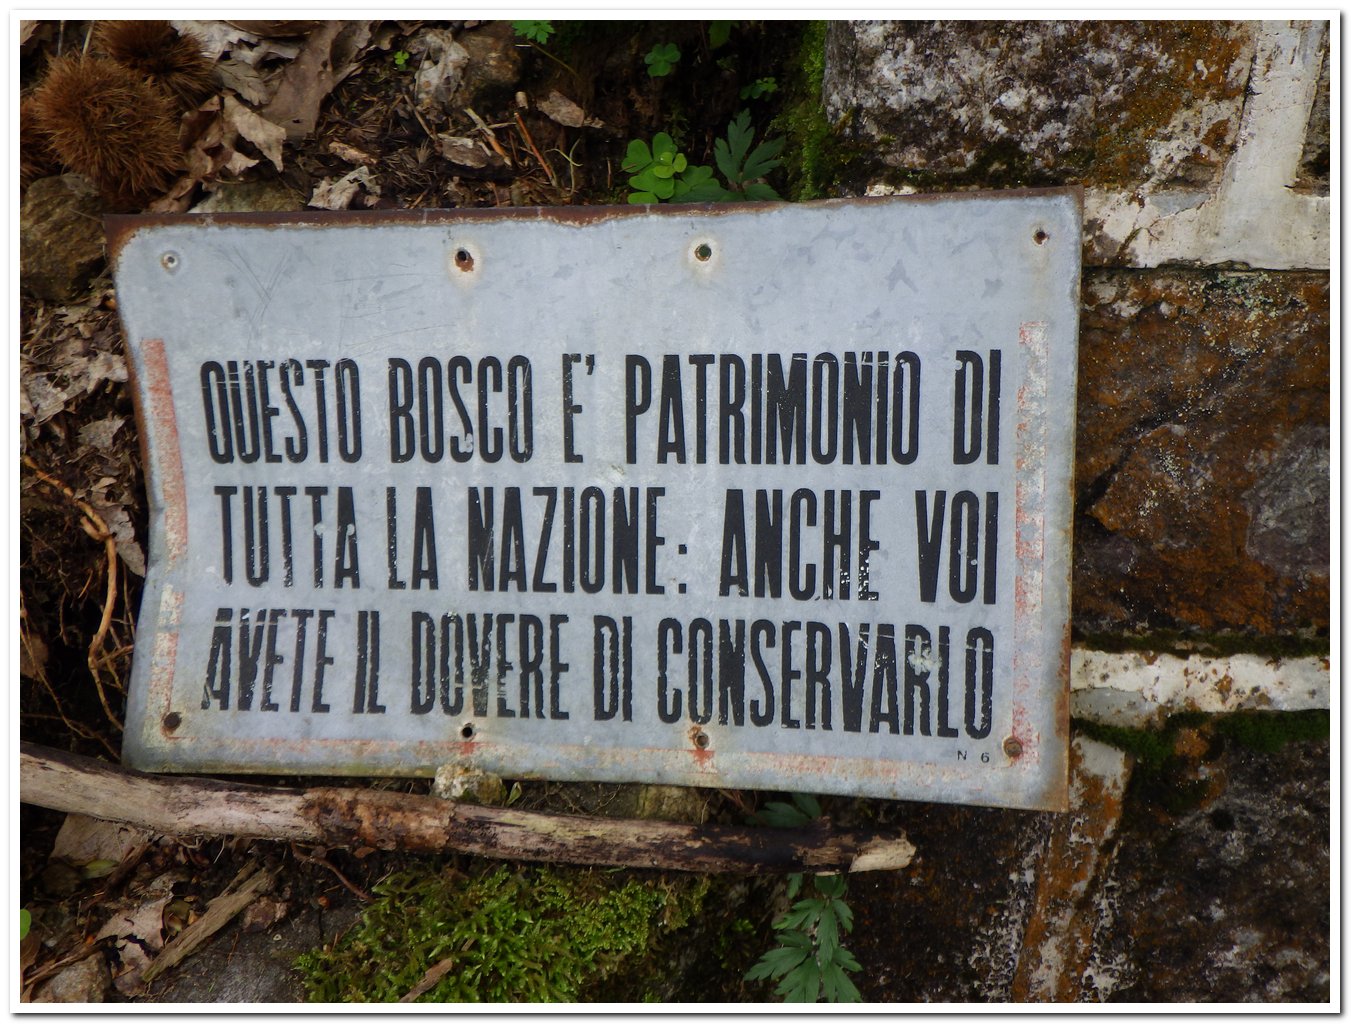 QUESTO BOSCO E' PATRIMONIO DI
TUTTA LA NAZIONE: ANCHE VOI
AVETE IL DOVERE DI CONSERVARLO
N 6